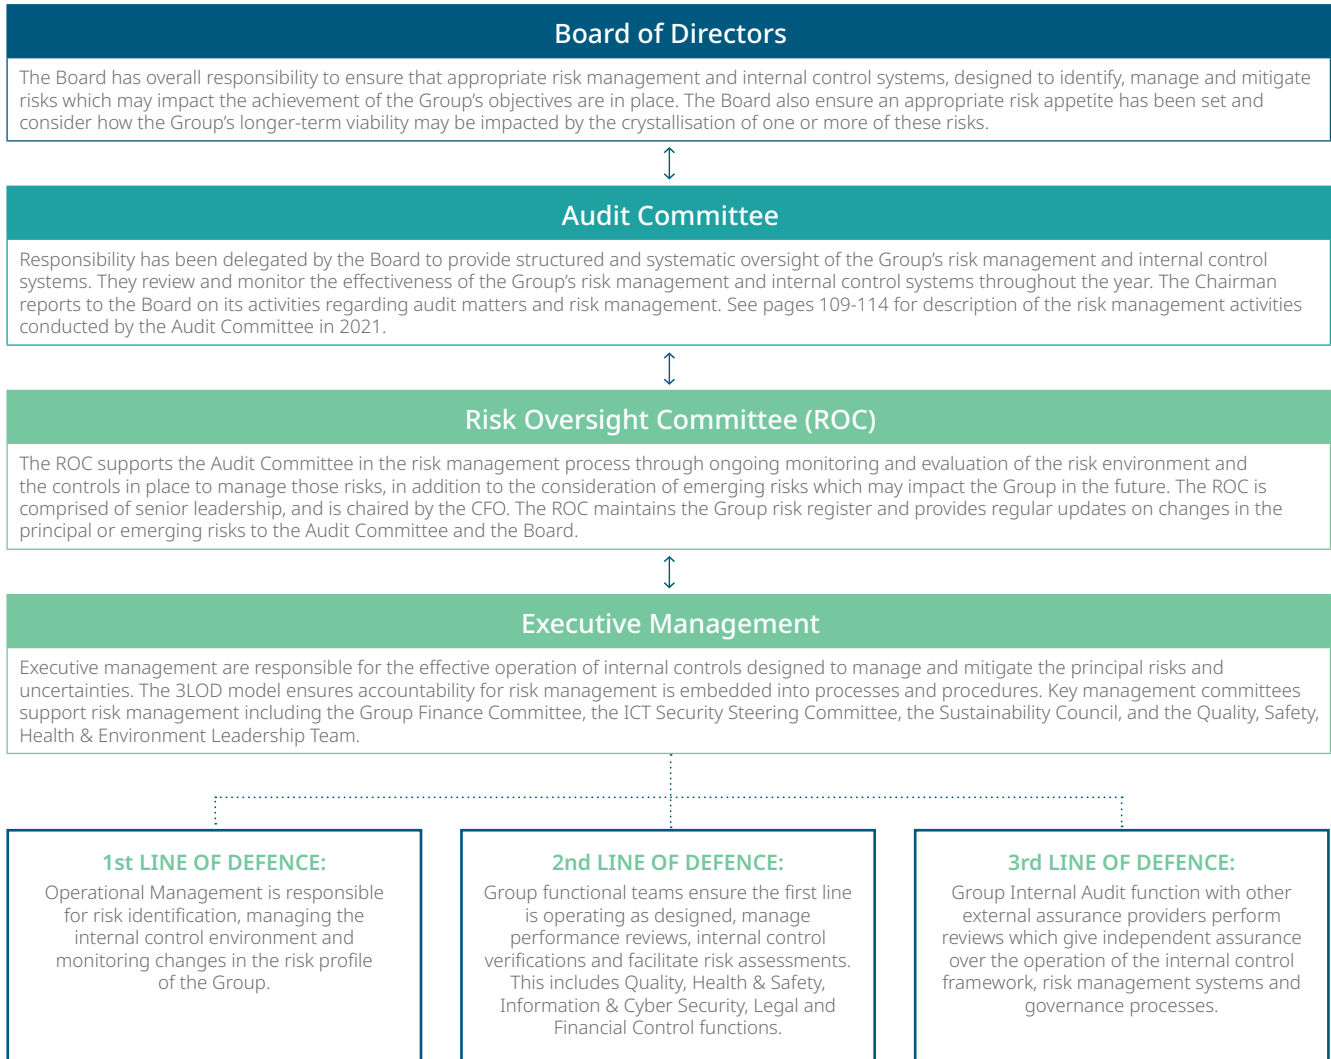 Board of Directors
The Board has overall responsibility to ensure that appropriate risk management and internal control systems, designed to identify, manage and mitigate
risks which may impact the achievement of the Group's objectives are in place. The Board also ensure an appropriate risk appetite has been set and
consider how the Group's longer-term viability may be impacted by the crystallisation of one or more of these risks.
Audit Committee
Responsibility has been delegated by the Board to provide structured and systematic oversight of the Group's risk management and internal control
systems. They review and monitor the effectiveness of the Group's risk management and internal control systems throughout the year. The Chairman
reports to the Board on its activities regarding audit matters and risk management. See pages 109-114 for description of the risk management activities
conducted by the Audit Committee in 2021.
Risk Oversight Committee (ROC)
The ROC supports the Audit Committee in the risk management process through ongoing monitoring and evaluation of the risk environment and
the controls in place to manage those risks, in addition to the consideration of emerging risks which may impact the Group in the future. The ROC is
comprised of senior leadership, and is chaired by the CFO. The ROC maintains the Group risk register and provides regular updates on changes in the
principal or emerging risks to the Audit Committee and the Board.
Executive Management
Executive management are responsible for the effective operation of internal controls designed to manage and mitigate the principal risks and
uncertainties. The 3LOD model ensures accountability for risk management is embedded into processes and procedures. Key management committees
support risk management including the Group Finance Committee, the ICT Security Steering Committee, the Sustainability Council, and the Quality, Safety,
Health & Environment Leadership Team.
1st LINE OF DEFENCE:
Operational Management is responsible
for risk identification, managing the
internal control environment and
monitoring changes in the risk profile
of the Group.
2nd LINE OF DEFENCE:
Group functional teams ensure the first line
is operating as designed, manage
performance reviews, internal control
verifications and facilitate risk assessments.
This includes Quality, Health & Safety,
Information & Cyber Security, Legal and
Financial Control functions.
3rd LINE OF DEFENCE:
Group Internal Audit function with other
external assurance providers perform
reviews which give independent assurance
over the operation of the internal control
framework, risk management systems and
governance processes.